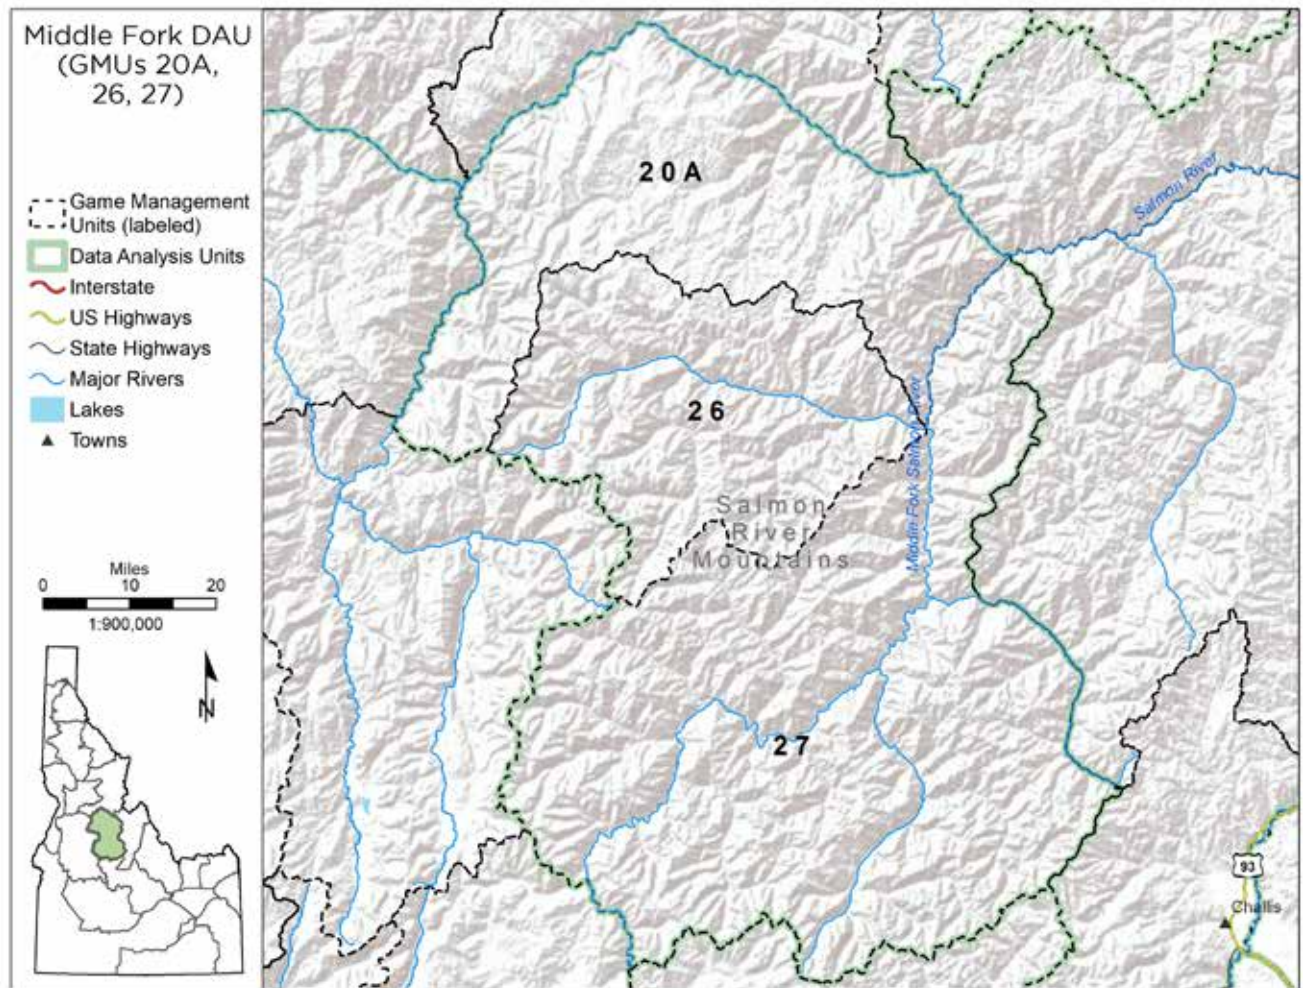 Middle Fork DAU
(GMUs 20A,
26, 27)
Game Management
Units (labeled)
Data Analysis Units
Interstate
US Highways
State Highways
Major Rivers
Lakes
Towns
Miles
0 10 20
1:900,000
N
20A
Salmon River
26
Middle Fork Salmon River
Salmon
River
Mountains
27
93
Challis